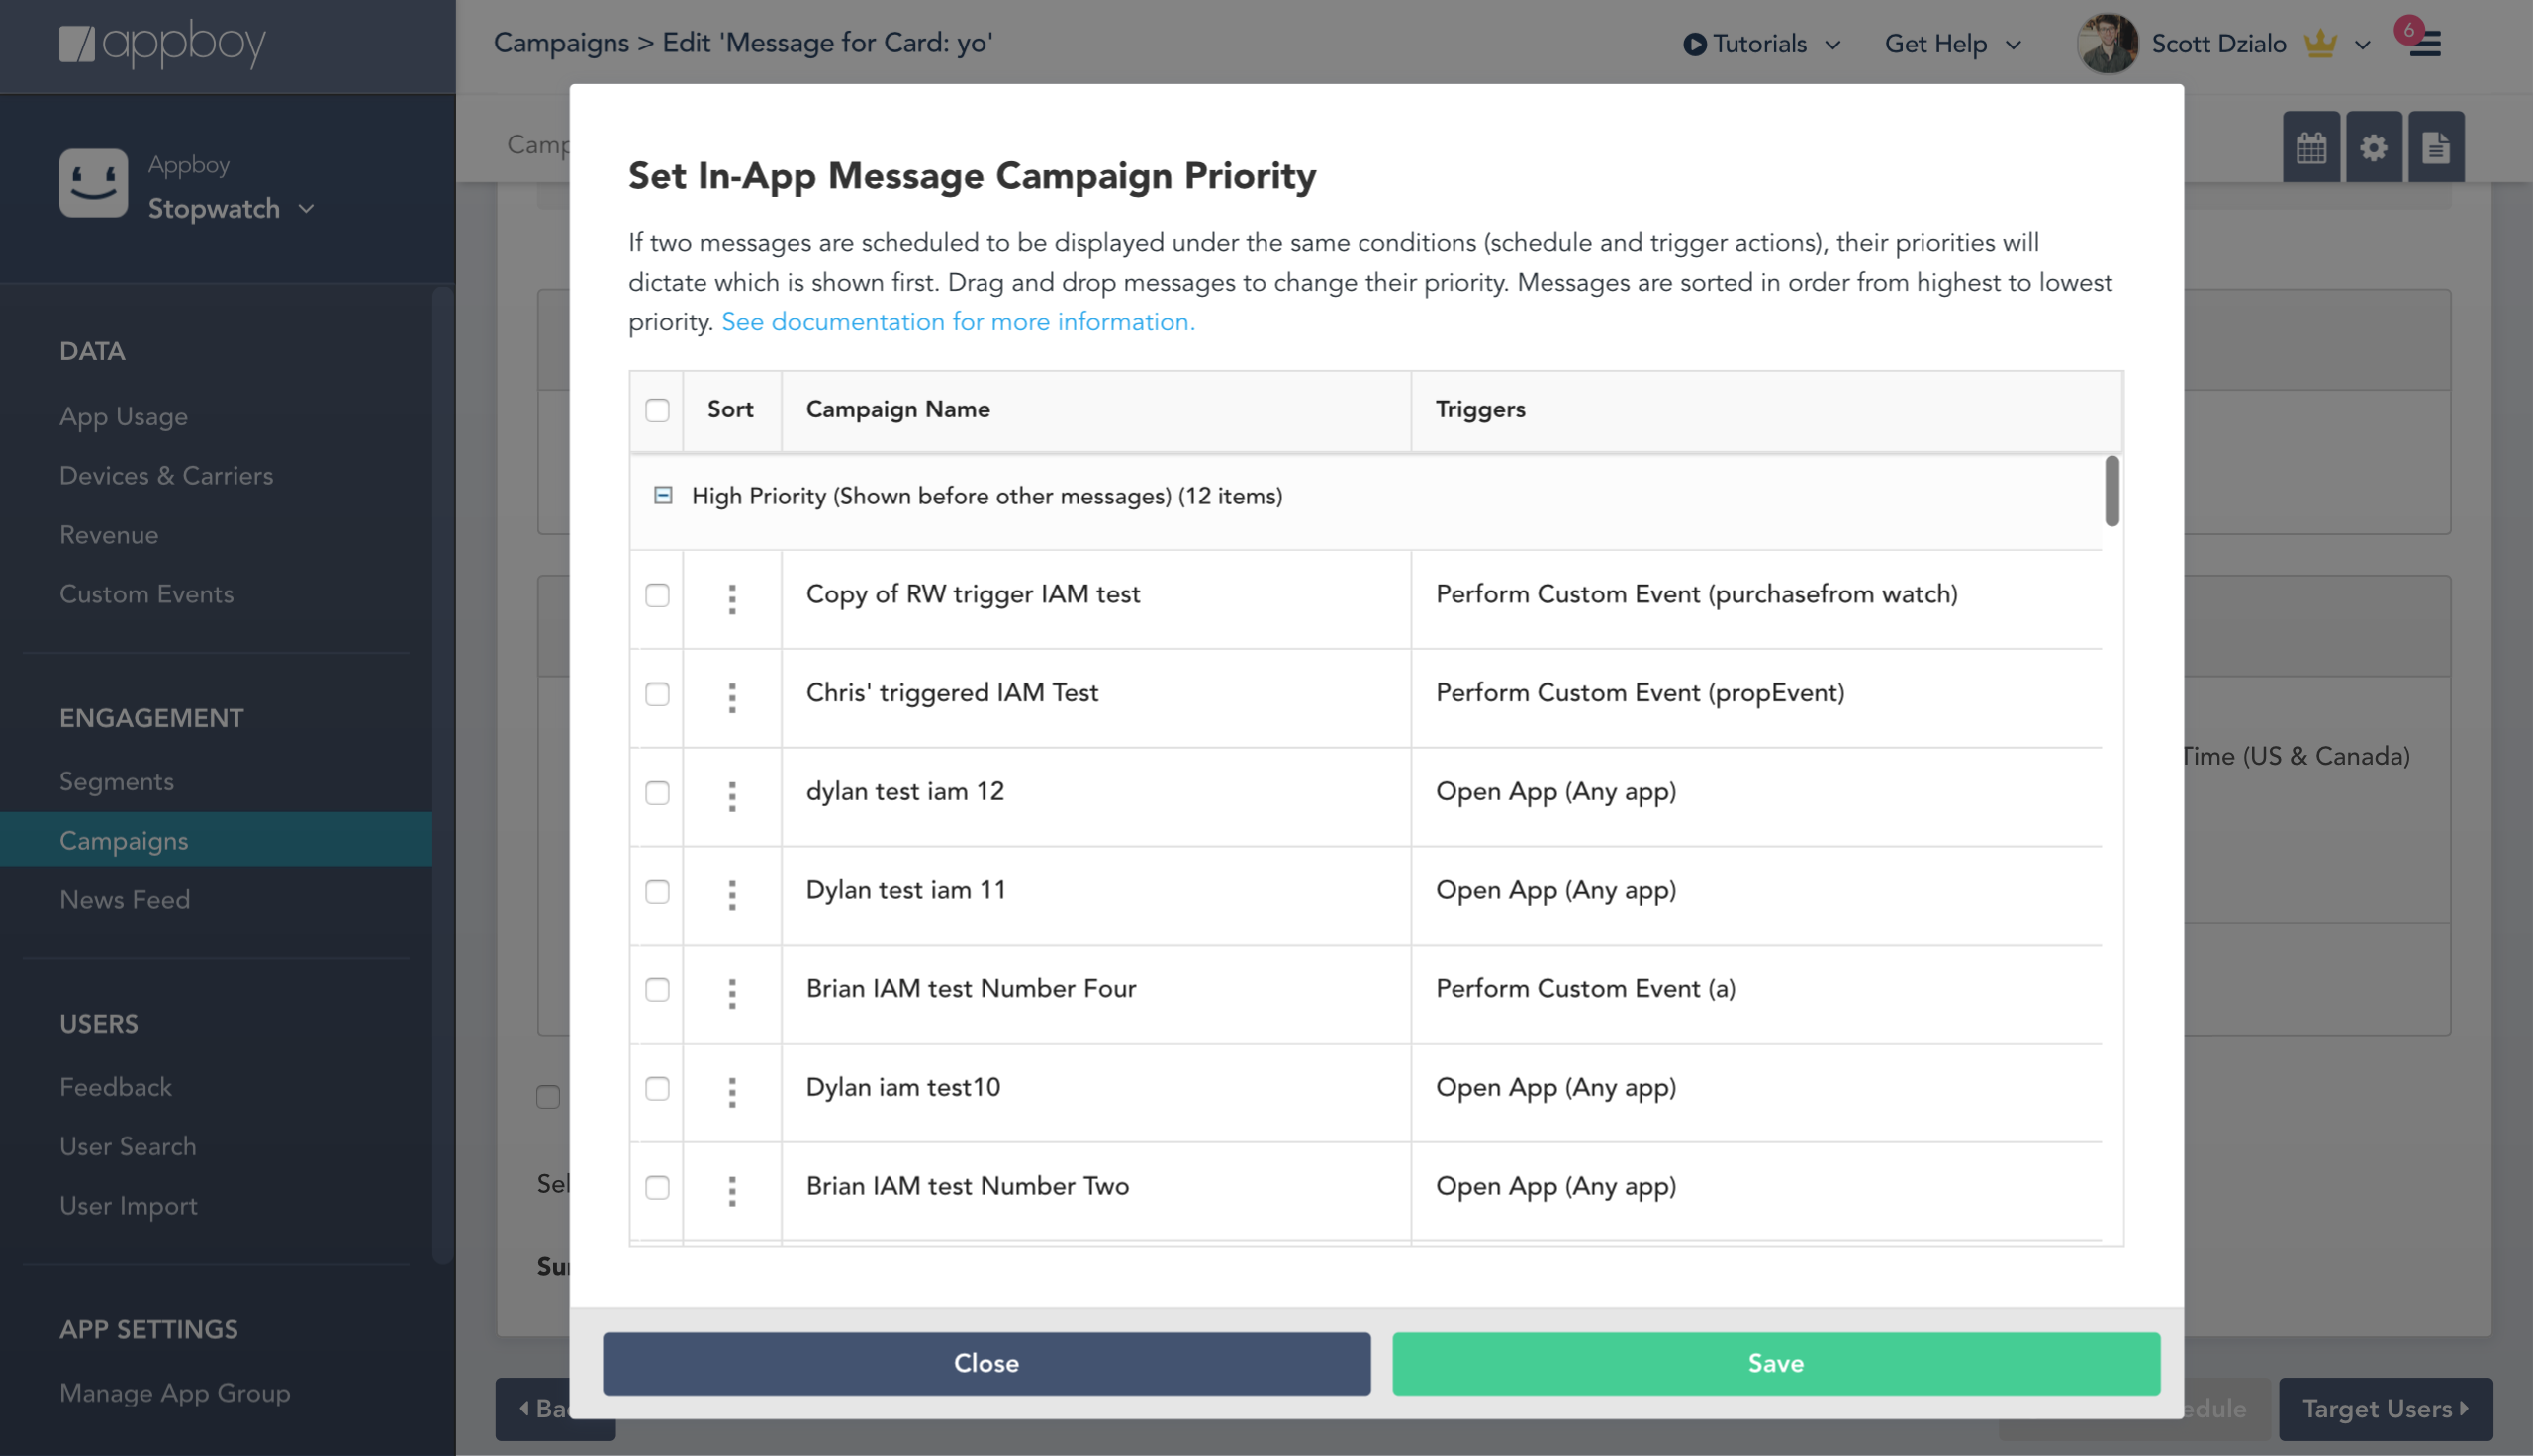 appboy
Campaigns > Edit 'Message for Card: yo'
Tutorials
Get Help
Scott Dzialo
6
Appboy
Stopwatch
DATA
App Usage
Devices & Carriers
Revenue
Custom Events
ENGAGEMENT
Segments
Campaigns
News Feed
USERS
Feedback
User Search
User Import
APP SETTINGS
Manage App Group
Camp
Set In-App Message Campaign Priority
If two messages are scheduled to be displayed under the same conditions (schedule and trigger actions), their priorities will
dictate which is shown first. Drag and drop messages to change their priority. Messages are sorted in order from highest to lowest
priority. See documentation for more information.
Sort Campaign Name Triggers
High Priority (Shown before other messages) (12 items)
Copy of RW trigger IAM test Perform Custom Event (purchasefrom watch)
Chris' triggered IAM Test Perform Custom Event (propEvent)
dylan test iam 12 Open App (Any app)
Dylan test iam 11 Open App (Any app)
Brian IAM test Number Four Perform Custom Event (a)
Dylan iam test10 Open App (Any app)
Brian IAM test Number Two Open App (Any app)
Time (US & Canada)
Sel
Su
Close
Save
Ba
edule
Target Users